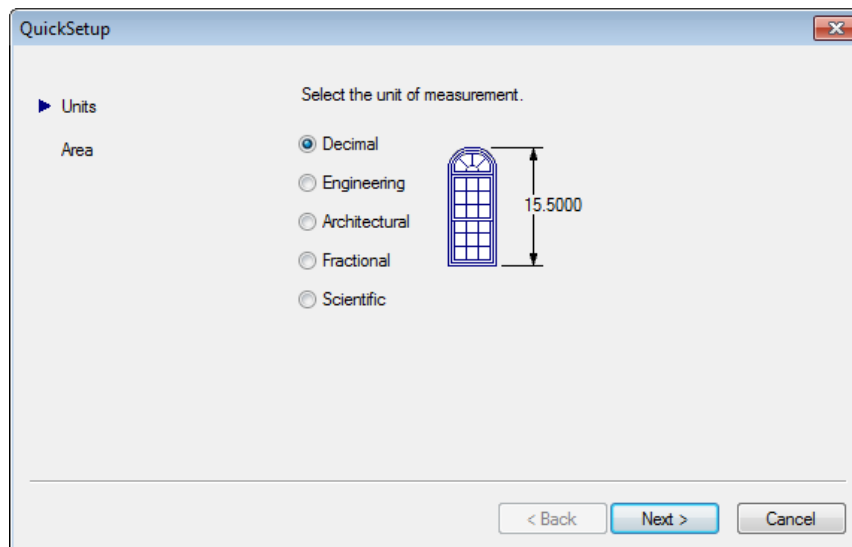 QuickSetup
Units
Area
Select the unit of measurement.
Decimal
Engineering
Architectural
Fractional
Scientific
15.5000
< Back
Next >
Cancel